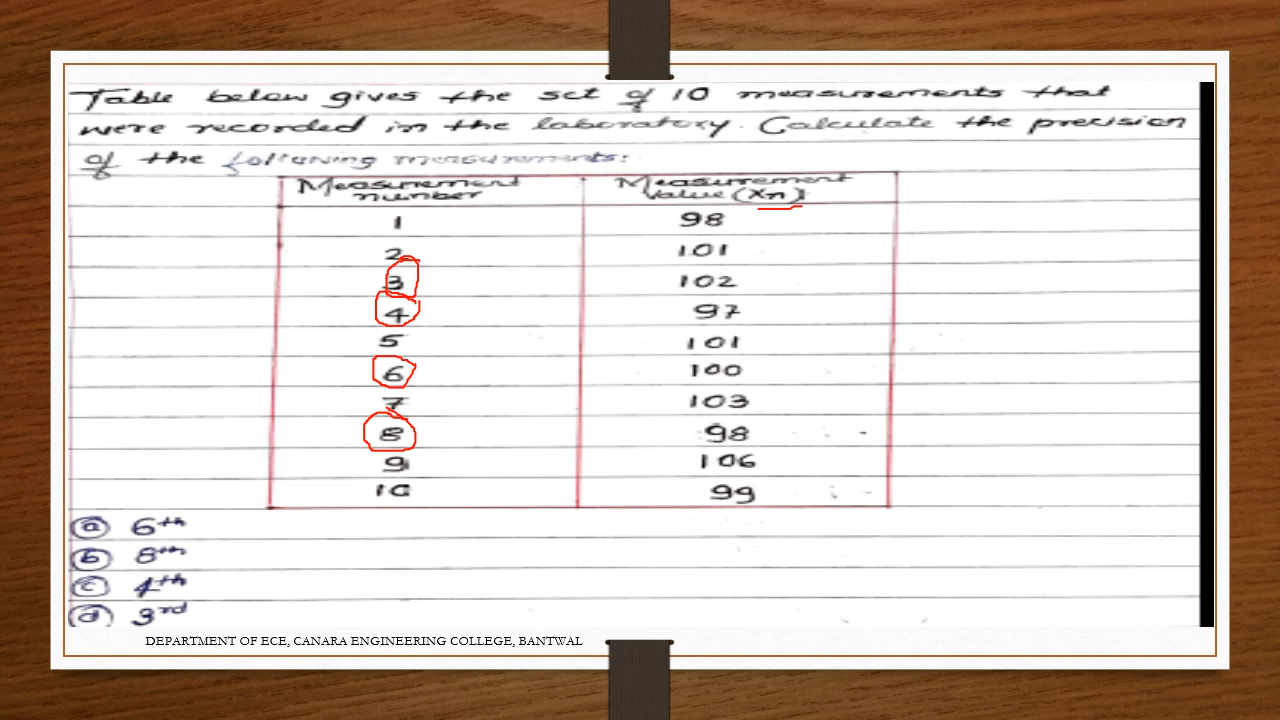 Table below gives the set of 10 measurements that
were recorded in the laboratory. Calculate the precision
of the following measurements:
Measurement number Measurement Value (Xn)
1 98
2 101
3 102
4 97
5 101
6 100
7 103
8 98
9 106
10 99
(a) 6th
(b) 8th
(c) 4th
(d) 3rd
DEPARTMENT OF ECE, CANARA ENGINEERING COLLEGE, BANTWAL